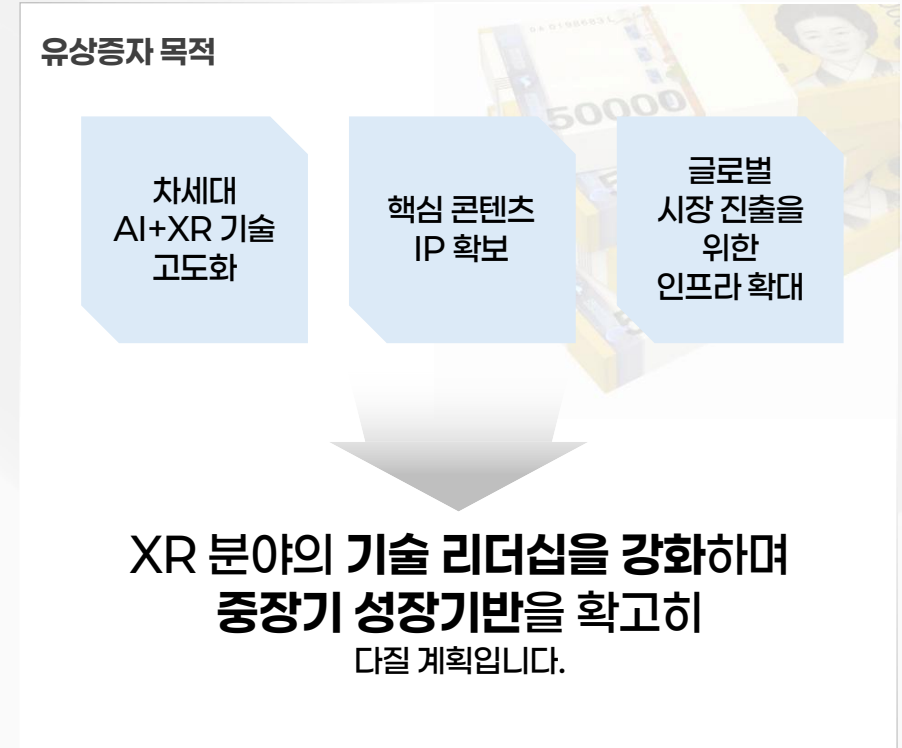 유상증자 목적
50000
차세대
AI+XR 기술
고도화
핵심 콘텐츠
IP 확보
글로벌
시장 진출을
위한
인프라 확대
XR 분야의 기술 리더십을 강화하며
중장기 성장기반을 확고히
다질 계획입니다.